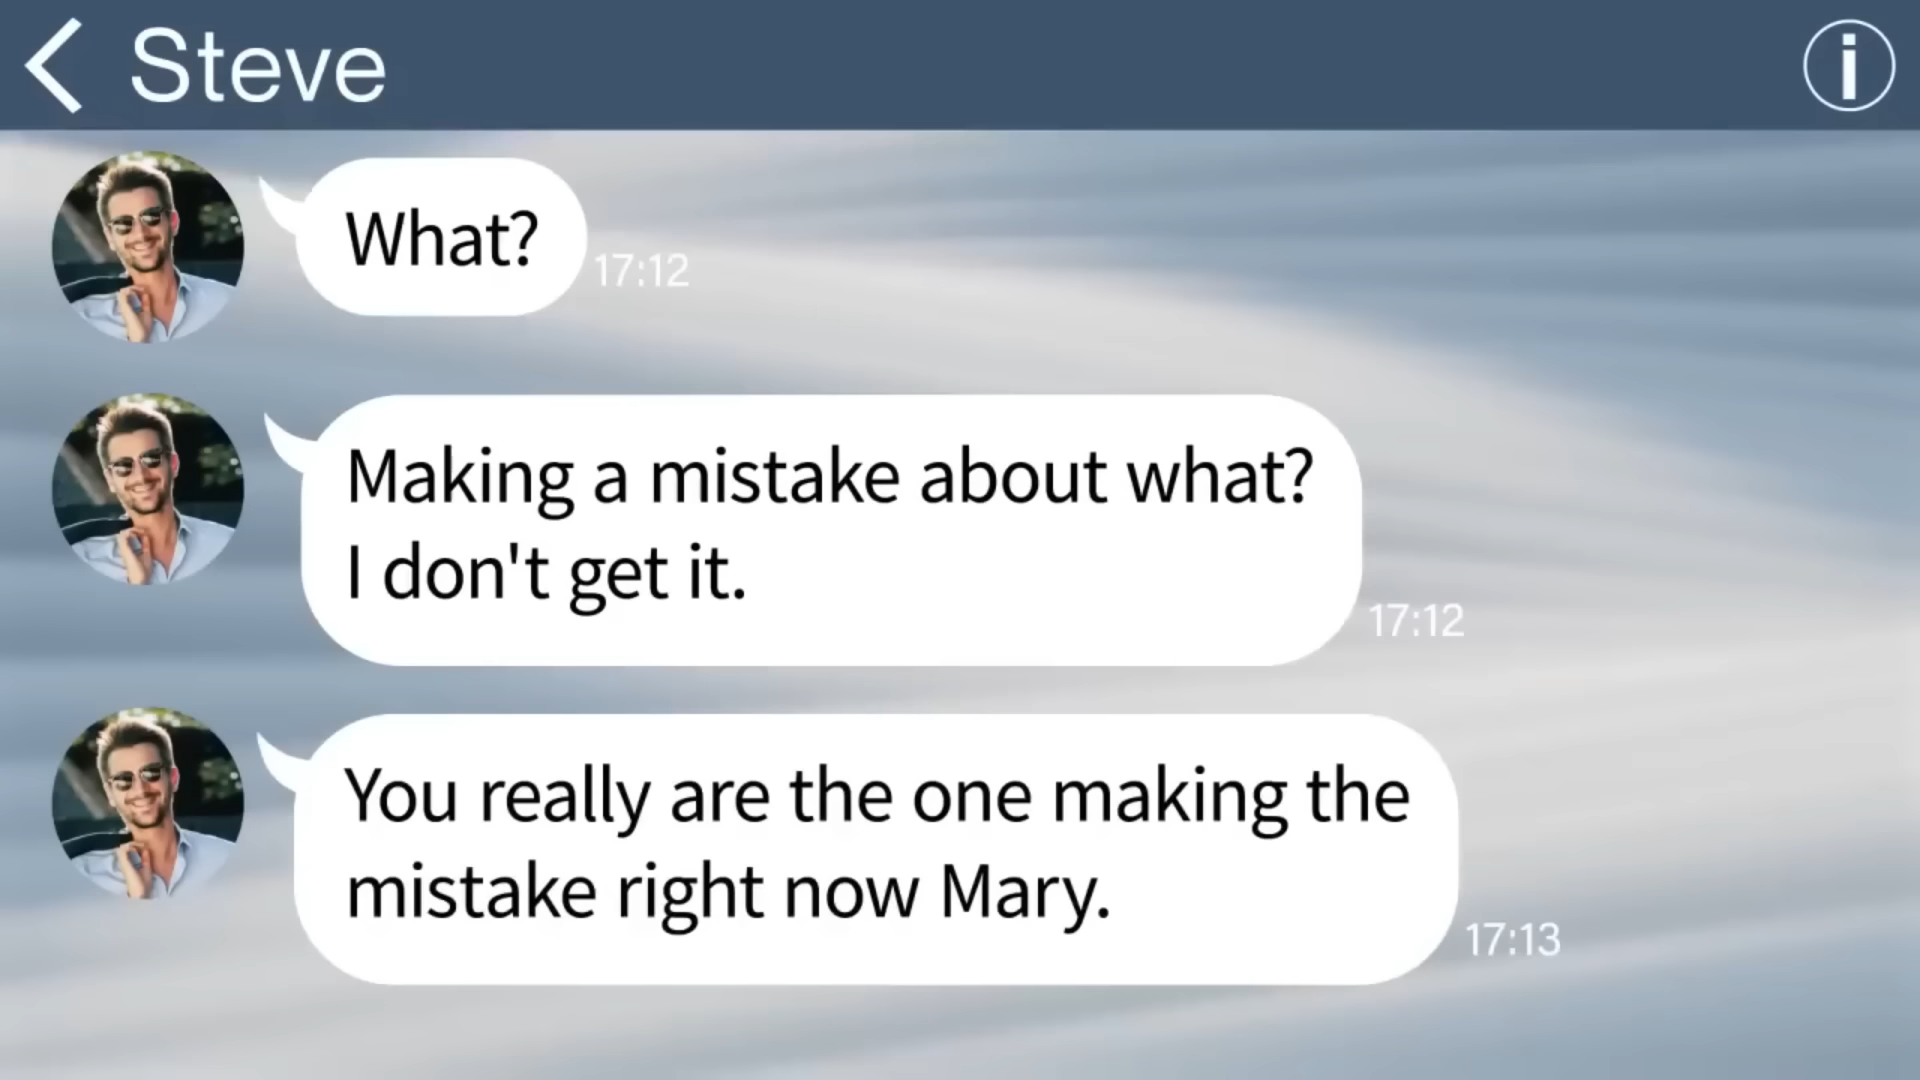 Steve
What?
17:12
Making a mistake about what?
I don't get it.
17:12
You really are the one making the
mistake right now Mary.
17:13